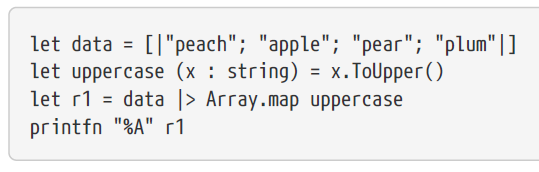 let data = [|"peach"; "apple"; "pear"; "plum"|]
let uppercase (x : string) = x.ToUpper()
let r1 = data |> Array.map uppercase
printfn "%A" r1